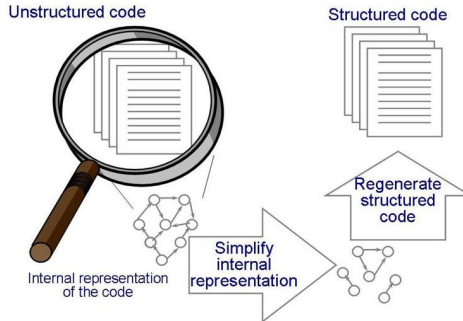 Unstructured code
Structured code
Regenerate
structured
code
Simplify
internal
representation
Internal representation
of the code